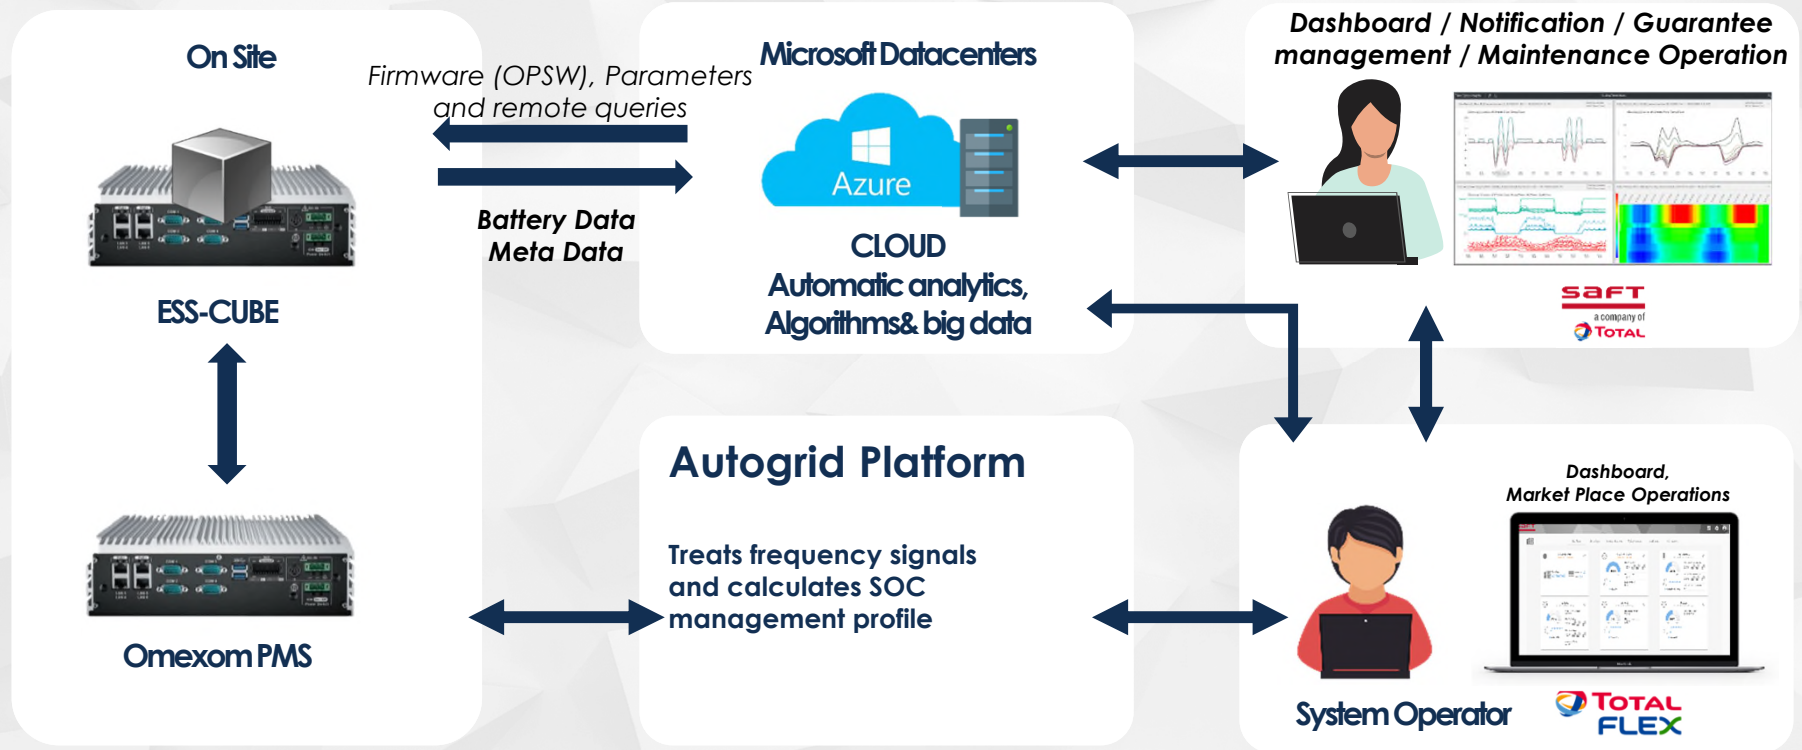 On Site
Firmware (OPSW), Parameters
and remote queries
Battery Data
Meta Data
ESS-CUBE
Omexom PMS
Microsoft Datacenters
Azure
CLOUD
Automatic analytics,
Algorithms& big data
Autogrid Platform
Treats frequency signals
and calculates SOC
management profile
Dashboard / Notification / Guarantee
management / Maintenance Operation
saft
a company of
TOTAL
Dashboard,
Market Place Operations
System Operator
TOTAL
FLEX